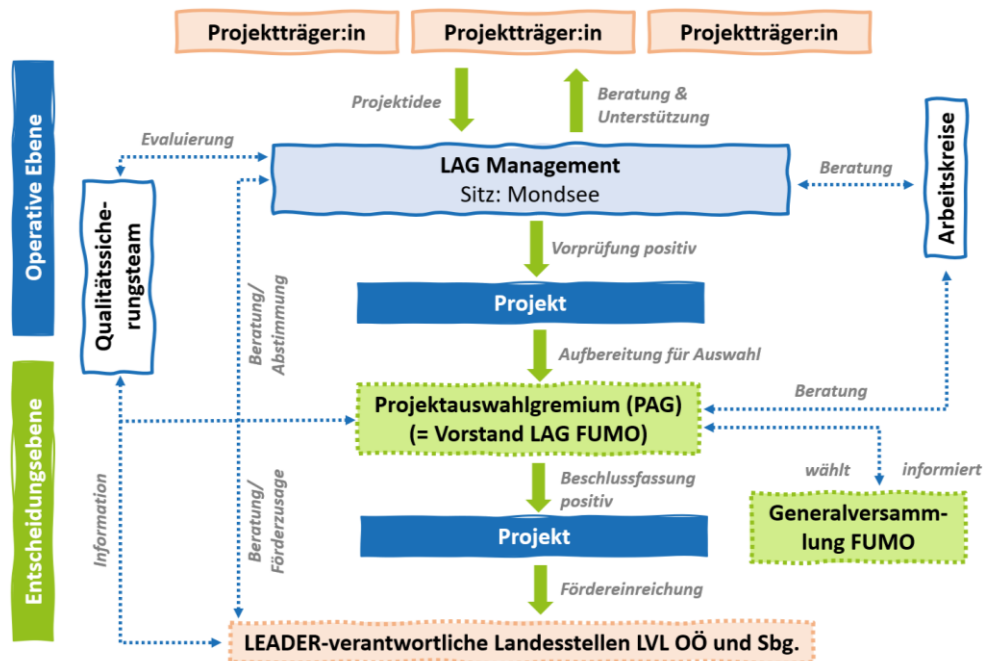 Projektträger:in
Projektträger:in
Projektträger:in
Operative Ebene
Projektidee
Beratung &
Unterstützung
Evaluierung
LAG Management
Sitz: Mondsee
Beratung
Arbeitskreise
Qualitätssiche-
rungsteam
Vorprüfung positiv
Beratung/
Abstimmung
Projekt
Aufbereitung für Auswahl
Entscheidungsebene
Projektauswahlgremium (PAG)
(= Vorstand LAG FUMO)
Beratung
Information
Beratung/
Förderzusage
Beschlussfassung
positiv
wählt
informiert
Projekt
Generalversamm-
lung FUMO
Fördereinreichung
LEADER-verantwortliche Landesstellen LVL OÖ und Sbg.